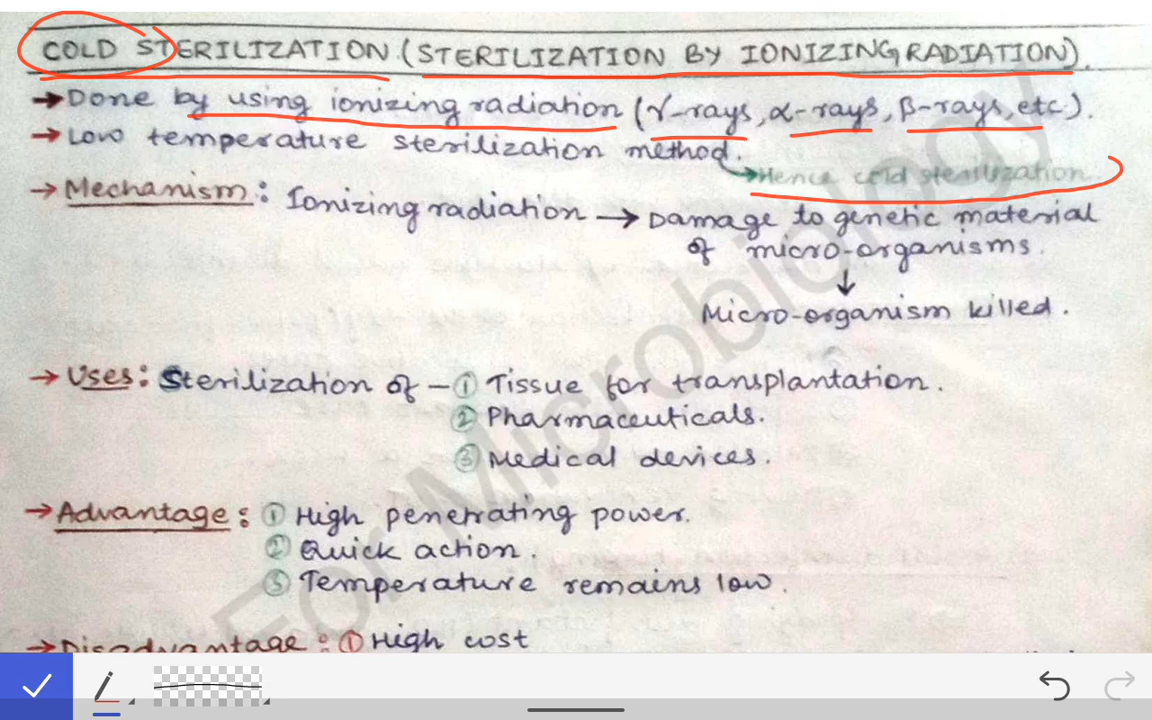 COLD STERILIZATION (STERILIZATION BY IONIZING RADIATION).
→ Done by using ionizing radiation (γ-rays, α-rays, β-rays, etc).
→ Low temperature sterilization method.
→ Hence cold sterilization
→ Mechanism: Ionizing radiation → Damage to genetic material
of micro-organisms.
↓
Micro-organism killed.
→ Uses: Sterilization of - ① Tissue for transplantation.
② Pharmaceuticals.
③ Medical devices.
→ Advantage: ① High penetrating power.
② Quick action.
③ Temperature remains low.
→ Disadvantage: ① High cost
For Microbiology